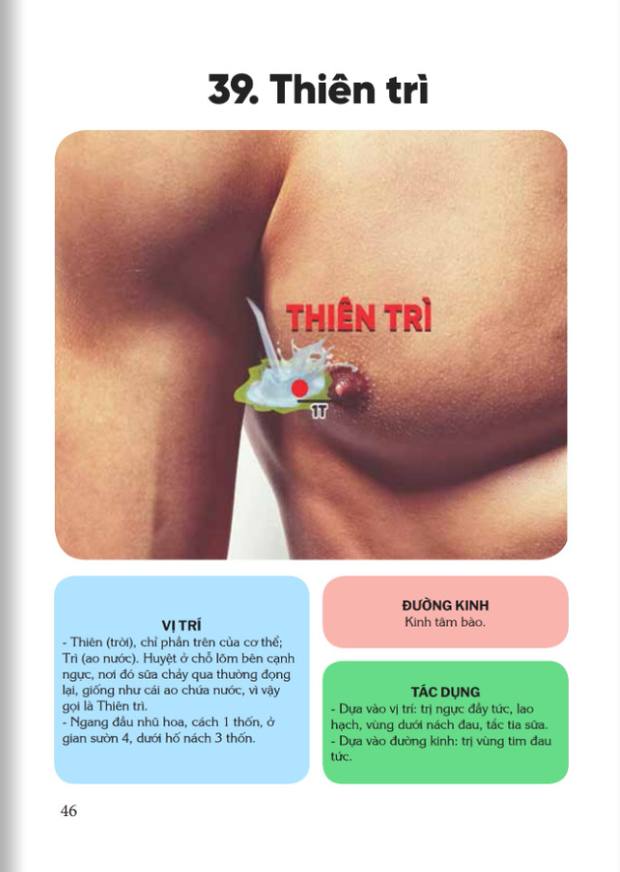 39. Thiên trì
THIÊN TRÌ
1T
VỊ TRÍ
- Thiên (trời), chỉ phần trên của cơ thể;
Trì (ao nước). Huyệt ở chỗ lõm bên cạnh
ngực, nơi đó sữa chảy qua thường đọng
lại, giống như cái ao chứa nước, vì vậy
gọi là Thiên trì.
- Ngang đầu nhũ hoa, cách 1 thốn, ở
gian sườn 4, dưới hố nách 3 thốn.
ĐƯỜNG KINH
Kinh tâm bào.
TÁC DỤNG
- Dựa vào vị trí: trị ngực đầy tức, lao
hạch, vùng dưới nách đau, tắc tia sữa.
- Dựa vào đường kinh: trị vùng tim đau
tức.
46